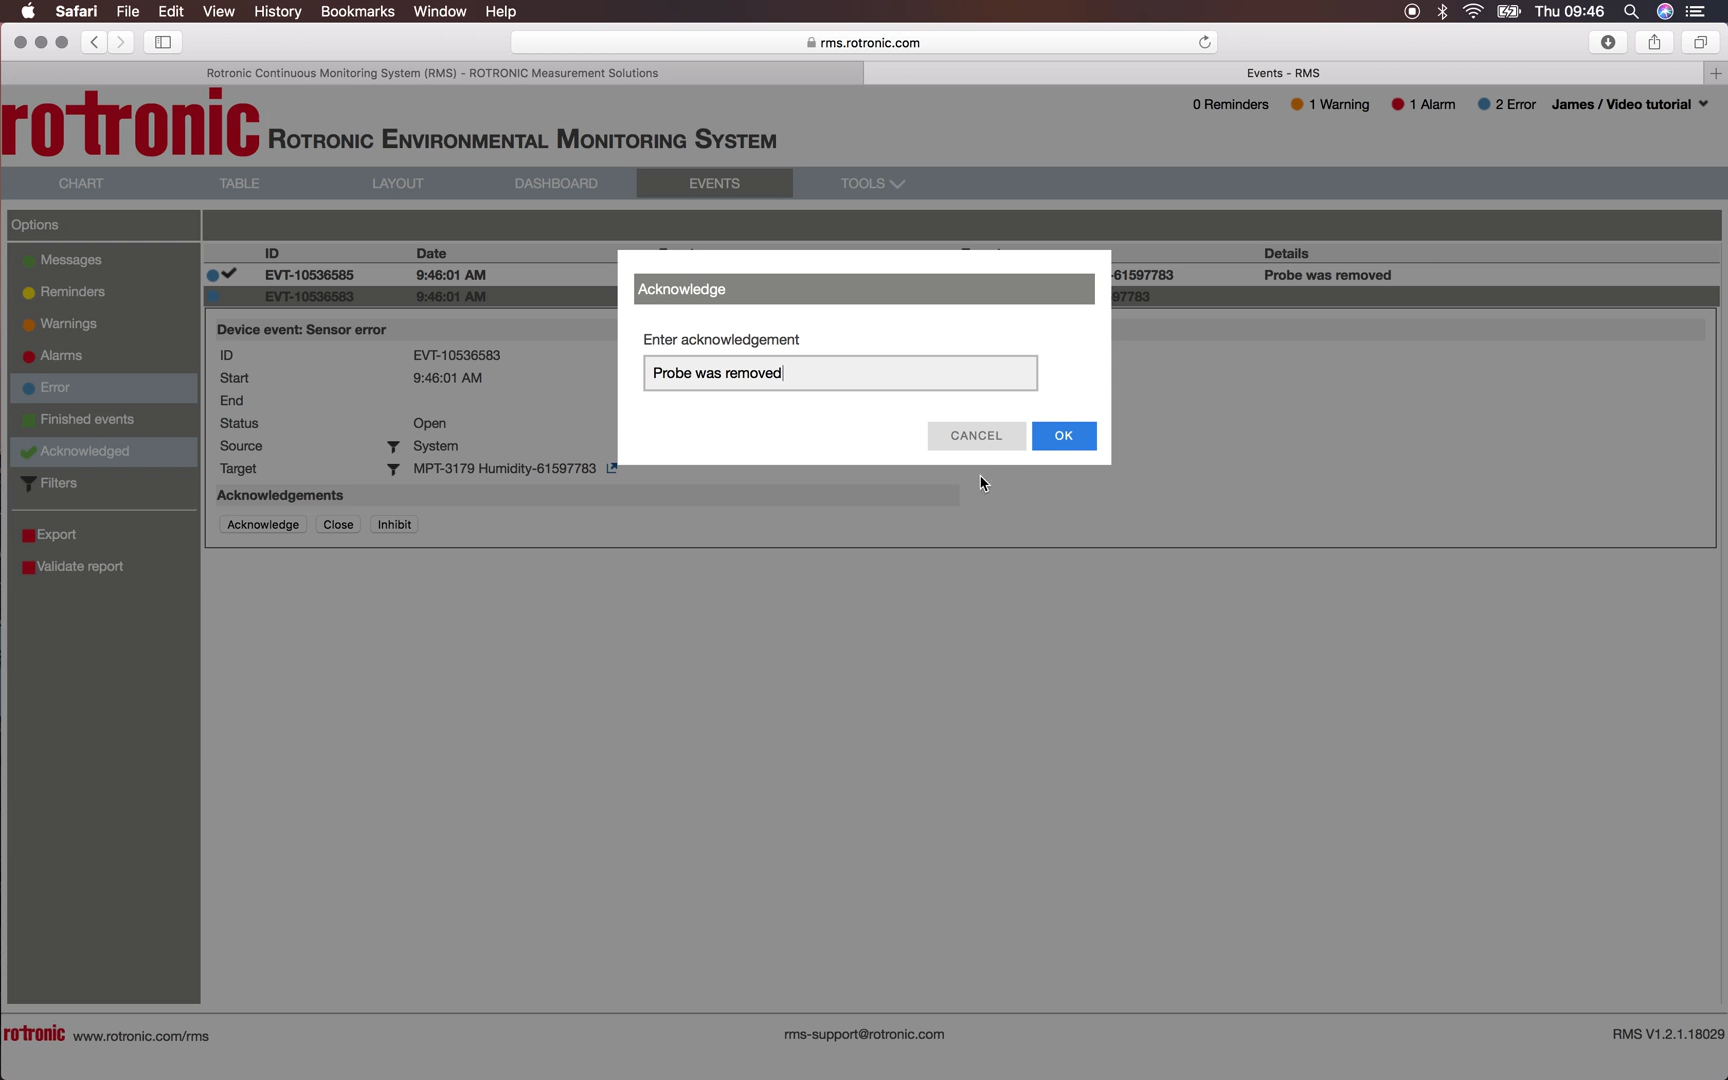 Safari File Edit View History Bookmarks Window Help Thu 09:46
rms.rotronic.com
Rotronic Continuous Monitoring System (RMS) - ROTRONIC Measurement Solutions Events - RMS
rotronic ROTRONIC ENVIRONMENTAL MONITORING SYSTEM
0 Reminders 1 Warning 1 Alarm 2 Error James / Video tutorial
CHART TABLE LAYOUT DASHBOARD EVENTS TOOLS
Options
Messages
Reminders
Warnings
Alarms
Error
Finished events
Acknowledged
Filters
Export
Validate report
ID Date Details
EVT-10536585 9:46:01 AM -61597783 Probe was removed
EVT-10536583 9:46:01 AM 97783
Device event: Sensor error
ID EVT-10536583
Start 9:46:01 AM
End
Status Open
Source System
Target MPT-3179 Humidity-61597783
Acknowledgements
Acknowledge Close Inhibit
Acknowledge
Enter acknowledgement
Probe was removed
CANCEL OK
rotronic www.rotronic.com/rms rms-support@rotronic.com RMS V1.2.1.18029